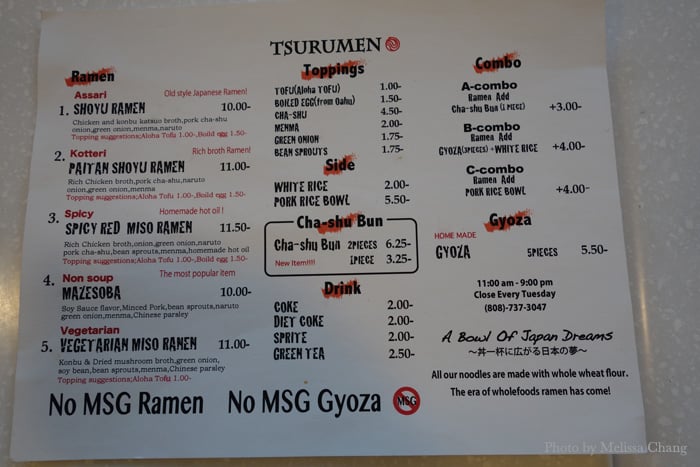 TSURUMEN
Ramen
Assari Old style Japanese Ramen!
1. SHOYU RAMEN 10.00-
Chicken and konbu katsuo broth,pork cha-shu
onion,green onion,menma,naruto
Topping suggestions;Aloha Tofu 1.00-,Boild egg 1.50-
Kotteri Rich broth Ramen!
2. PAITAN SHOYU RAMEN 11.00-
Rich Chicken broth,pork cha-shu,naruto
onion,green onion,menma
Topping suggestions;Aloha Tofu 1.00-,Boild egg 1.50-
Spicy Homemade hot oil !
3. SPICY RED MISO RAMEN 11.50-
Rich Chicken broth,onion,green onion,naruto
pork cha-shu,bean sprouts,menma,homemade hot oil
Topping suggestions;Aloha Tofu 1.00-,Boild egg 1.50-
Non soup The most popular item
4. MAZESOBA 10.00-
Soy Sauce flavor,Minced Pork,bean sprouts,naruto
green onion,menma,Chinese parsley
Vegetarian
5. VEGETARIAN MISO RAMEN 11.00-
Konbu & Dried mushroom broth,green onion,
soy bean,bean sprouts,menma,Chinese parsley
Topping suggestions;Aloha Tofu 1.00-
Toppings
TOFU(Aloha TOFU) 1.00-
BOILED EGG(from Oahu) 1.50-
CHA-SHU 4.50-
MENMA 2.00-
GREEN ONION 1.75-
BEAN SPROUTS 1.75-
Side
WHITE RICE 2.00-
PORK RICE BOWL 5.50-
Cha-shu Bun
Cha-shu Bun 2PIECES 6.25-
New Item!!!! 1PIECE 3.25-
Drink
COKE 2.00-
DIET COKE 2.00-
SPRITE 2.00-
GREEN TEA 2.50-
Combo
A-combo
Ramen Add
Cha-shu Bun (1 PIECE) +3.00-
B-combo
Ramen Add
GYOZA(3PIECES) +WHITE RICE +4.00-
C-combo
Ramen Add
PORK RICE BOWL +4.00-
Gyoza
HOME MADE
GYOZA 5PIECES 5.50-
11:00 am - 9:00 pm
Close Every Tuesday
(808)-737-3047
A Bowl Of Japan Dreams
～丼一杯に広がる日本の夢～
All our noodles are made with whole wheat flour.
The era of wholefoods ramen has come!
No MSG Ramen No MSG Gyoza MSG
Photo by Melissa Chang